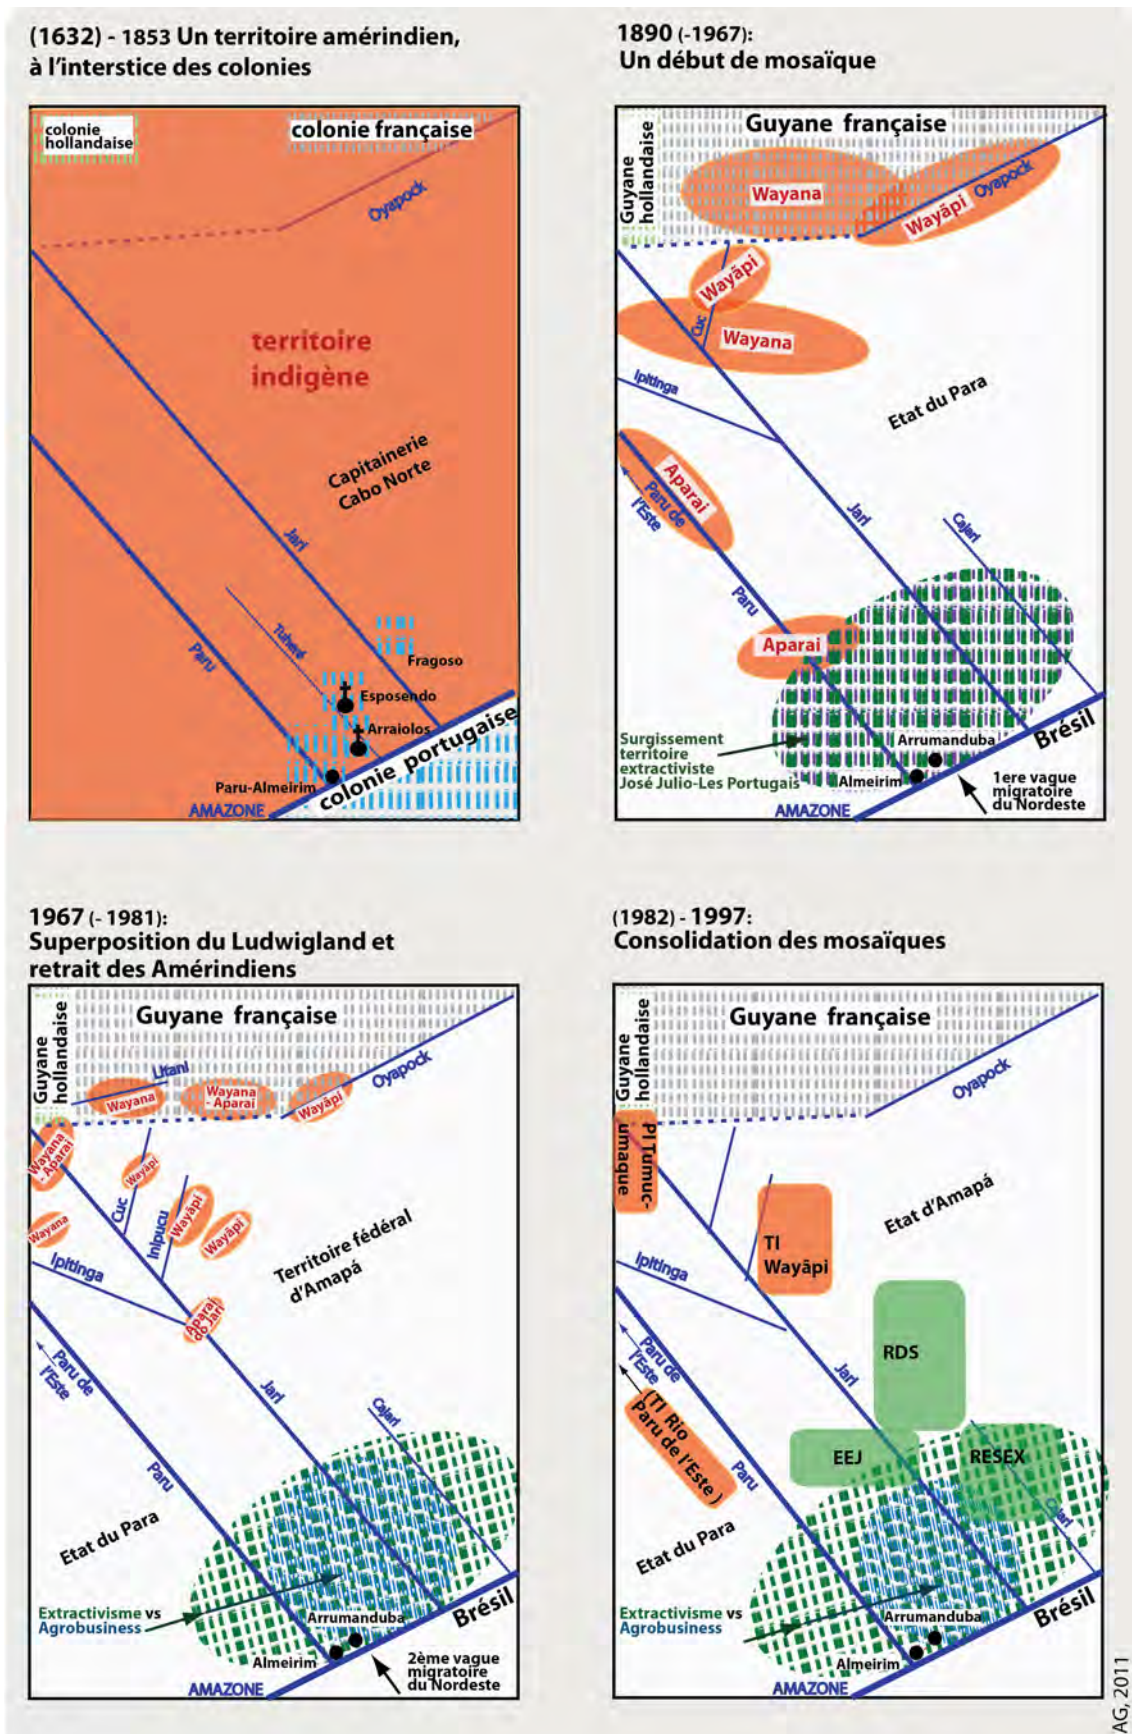 (1632) - 1853 Un territoire amérindien,
à l'interstice des colonies
colonie
hollandaise
colonie française
Oyapock
territoire
indigène
Capitainerie
Cabo Norte
Jari
Tuheré
Paru
Fragoso
Esposendo
Arraiolos
Paru-Almeirim
colonie portugaise
AMAZONE
1890 (-1967):
Un début de mosaïque
Guyane
hollandaise
Guyane française
Wayana
Wayãpi
Oyapock
Wayãpi
Cuc
Wayana
Ipitinga
Etat du Para
Aparai
Paru de
l'Este
Jari
Cajari
Paru
Aparai
Surgissement
territoire
extractiviste
José Julio-Les Portugais
Arrumanduba
Almeirim
Brésil
1ere vague
migratoire
du Nordeste
AMAZONE
1967 (- 1981):
Superposition du Ludwigland et
retrait des Amérindiens
Guyane
hollandaise
Guyane française
Litani
Wayana
Wayana
- Aparai
Wayãpi
Oyapock
Wayana
- Aparai
Wayãpi
Cuc
Inipucu
Wayãpi
Wayãpi
Wayana
Ipitinga
Territoire fédéral
d'Amapá
Aparai
do Jari
Paru de
l'Este
Jari
Cajari
Paru
Etat du Para
Extractivisme vs
Agrobusiness
Arrumanduba
Almeirim
Brésil
2ème vague
migratoire
du Nordeste
AMAZONE
(1982) - 1997:
Consolidation des mosaïques
Guyane
hollandaise
Guyane française
Oyapock
PI Tumuc-
umaque
TI
Wayãpi
Etat d'Amapá
Ipitinga
RDS
Paru de
l'Este
Jari
(TI Rio
Paru de l'Este )
Paru
EEJ
RESEX
Cajari
Etat du Para
Extractivisme vs
Agrobusiness
Arrumanduba
Almeirim
Brésil
AMAZONE
AG, 2011